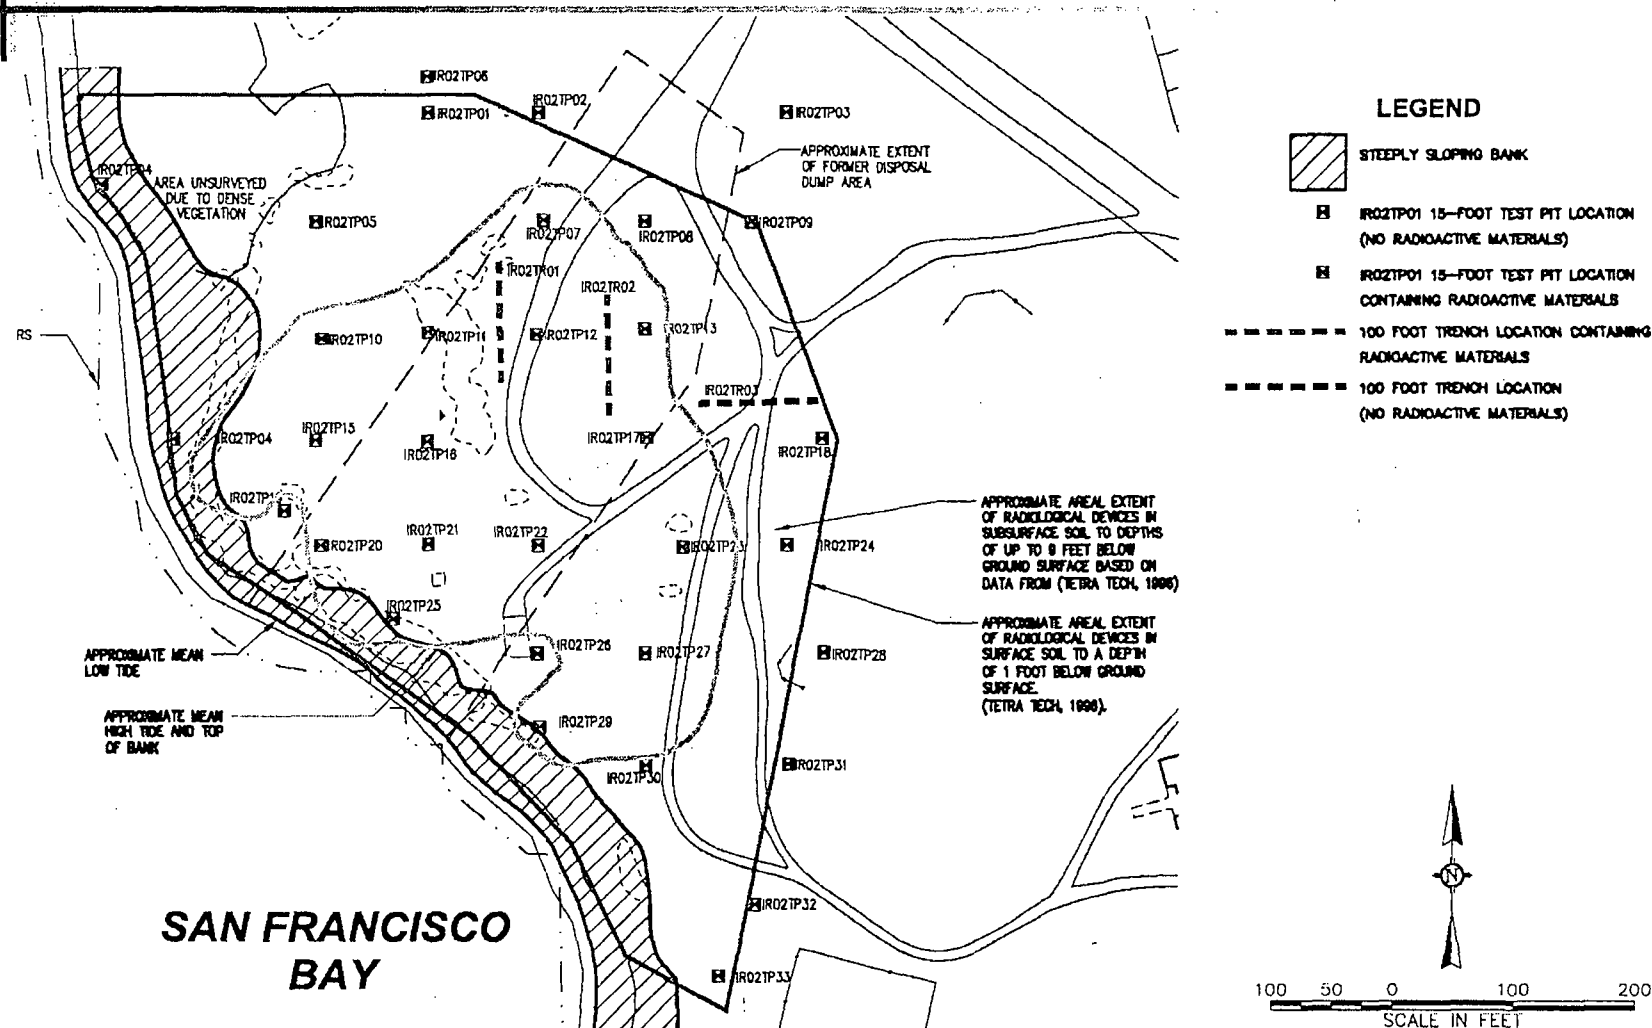 IR02TP06
IR02TP01
IR02TP02
IR02TP03
APPROXIMATE EXTENT
OF FORMER DISPOSAL
DUMP AREA
IR02TP04
AREA UNSURVEYED
DUE TO DENSE
VEGETATION
IR02TP05
IR02TP07
IR02TP08
IR02TP09
IR02TR01
IR02TR02
RS
IR02TP10
IR02TP11
IR02TP12
IR02TP13
IR02TR03
IR02TP04
IR02TP15
IR02TP16
IR02TP17
IR02TP18
IR02TP1
IR02TP20
IR02TP21
IR02TP22
IR02TP23
IR02TP24
APPROXIMATE AREAL EXTENT
OF RADIOLOGICAL DEVICES IN
SUBSURFACE SOIL TO DEPTHS
OF UP TO 9 FEET BELOW
GROUND SURFACE BASED ON
DATA FROM (TETRA TECH, 1998)
IR02TP25
IR02TP26
IR02TP27
IR02TP28
APPROXIMATE AREAL EXTENT
OF RADIOLOGICAL DEVICES IN
SURFACE SOIL TO A DEPTH
OF 1 FOOT BELOW GROUND
SURFACE.
(TETRA TECH, 1998).
APPROXIMATE MEAN
LOW TIDE
APPROXIMATE MEAN
HIGH TIDE AND TOP
OF BANK
IR02TP29
IR02TP30
IR02TP31
IR02TP32
IR02TP33
SAN FRANCISCO
BAY
LEGEND
STEEPLY SLOPING BANK
IR02TP01 15-FOOT TEST PIT LOCATION
(NO RADIOACTIVE MATERIALS)
IR02TP01 15-FOOT TEST PIT LOCATION
CONTAINING RADIOACTIVE MATERIALS
100 FOOT TRENCH LOCATION CONTAINING
RADIOACTIVE MATERIALS
100 FOOT TRENCH LOCATION
(NO RADIOACTIVE MATERIALS)
N
100 50 0 100 200
SCALE IN FEET